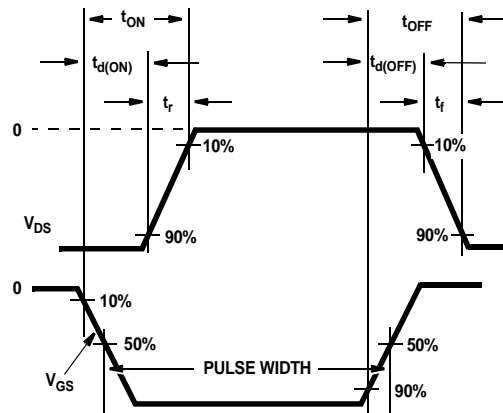 tON tOFF
td(ON) td(OFF)
tr tf
0
10% 10%
VDS 90% 90%
0
10%
50% 50%
VGS PULSE WIDTH
90%